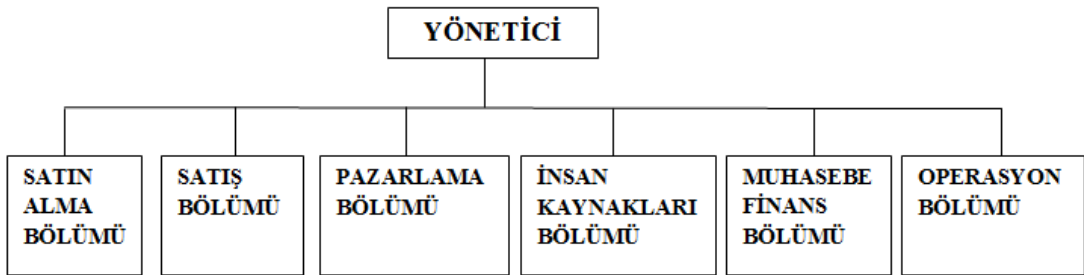 YÖNETİCİ
SATIN
ALMA
BÖLÜMÜ
SATIŞ
BÖLÜMÜ
PAZARLAMA
BÖLÜMÜ
İNSAN
KAYNAKLARI
BÖLÜMÜ
MUHASEBE
FİNANS
BÖLÜMÜ
OPERASYON
BÖLÜMÜ